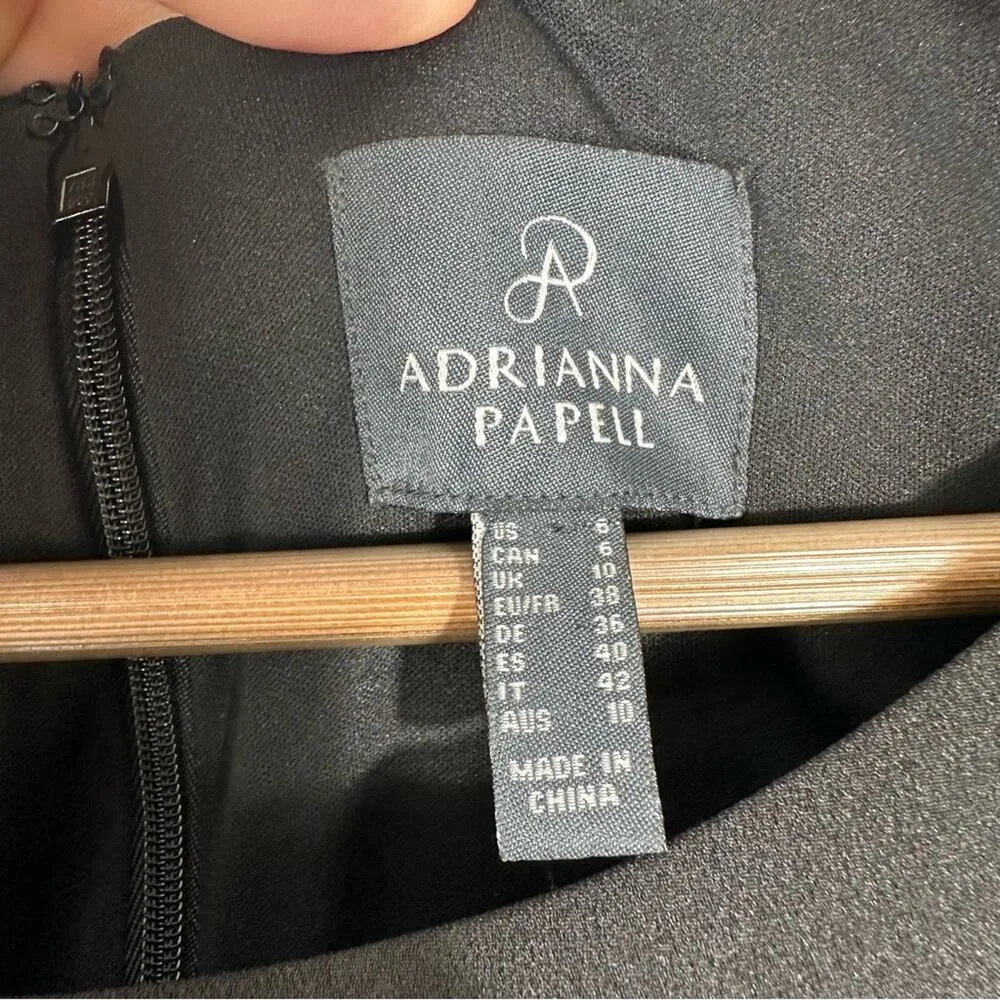 ADRIANNA
PAPELL
US 6
CAN 6
UK 10
EU/FR 38
DE 36
ES 40
IT 42
AUS 10
MADE IN
CHINA